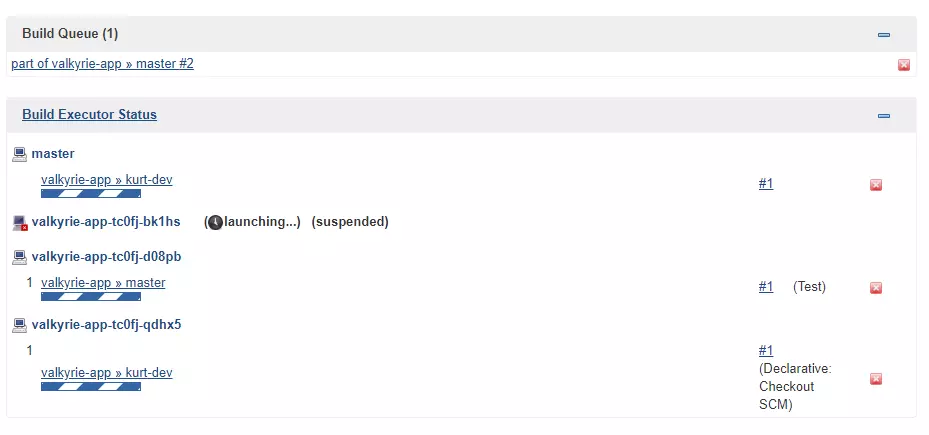 Build Queue (1)
part of valkyrie-app » master #2
Build Executor Status
master
valkyrie-app » kurt-dev #1
valkyrie-app-tc0fj-bk1hs (launching...) (suspended)
valkyrie-app-tc0fj-d08pb
1 valkyrie-app » master #1 (Test)
valkyrie-app-tc0fj-qdhx5
1 #1
(Declarative:
valkyrie-app » kurt-dev Checkout
SCM)